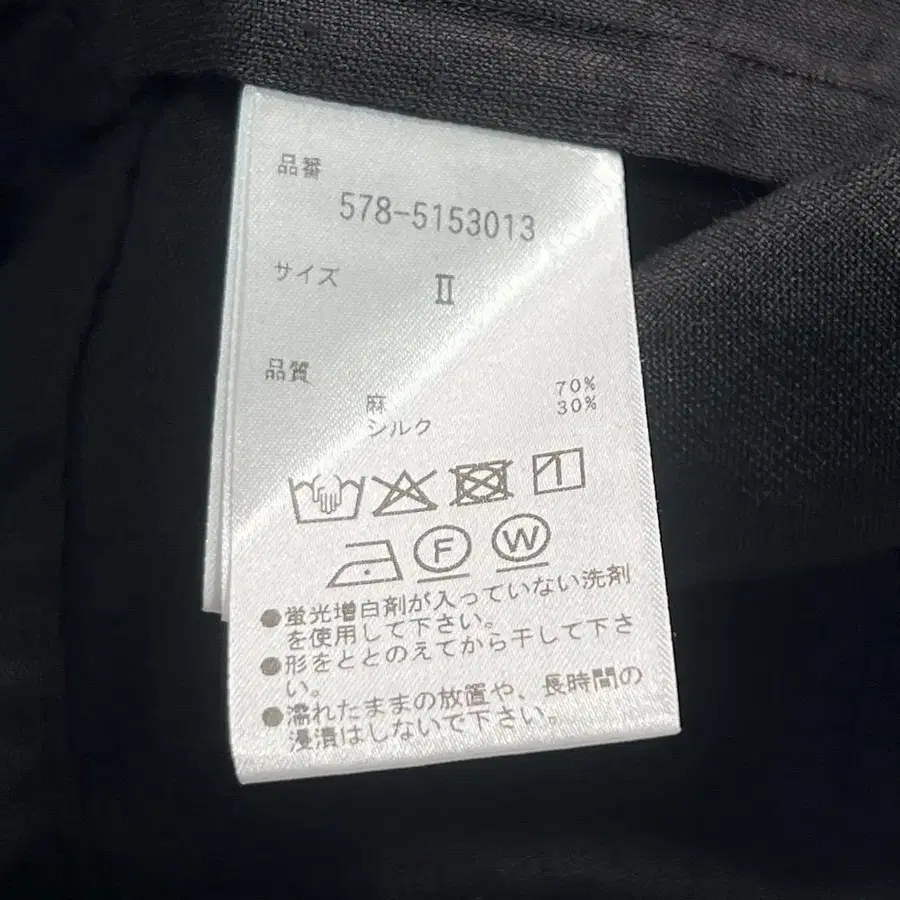 品番
578-5153013
サイズ
Ⅱ
品質
麻 70%
シルク 30%
F W
●蛍光増白剤が入っていない洗剤
を使用して下さい。
●形をととのえてから干して下さ
い。
●濡れたままの放置や、長時間の
浸漬はしないで下さい。